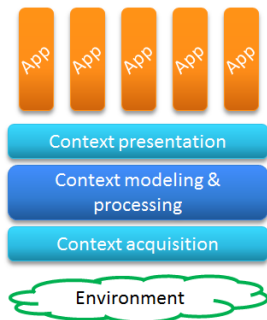 App App App App App
Context presentation
Context modeling &
processing
Context acquisition
Environment